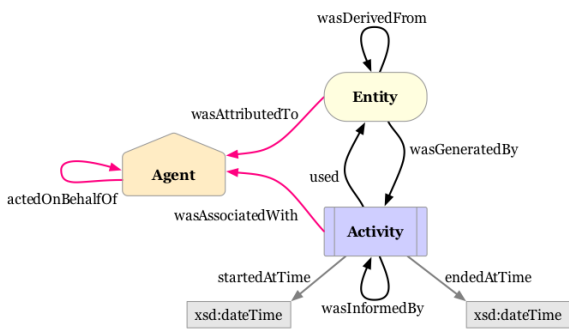 wasDerivedFrom
Entity
wasAttributedTo
wasGeneratedBy
Agent
used
actedOnBehalfOf
wasAssociatedWith
Activity
startedAtTime
endedAtTime
wasInformedBy
xsd:dateTime
xsd:dateTime